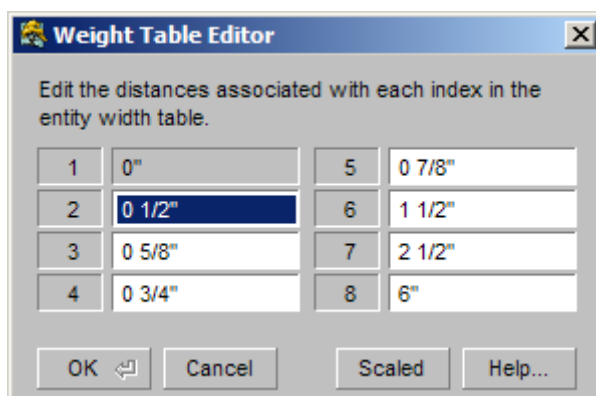 Weight Table Editor
Edit the distances associated with each index in the
entity width table.
1 0" 5 0 7/8"
2 0 1/2" 6 1 1/2"
3 0 5/8" 7 2 1/2"
4 0 3/4" 8 6"
OK Cancel Scaled Help...